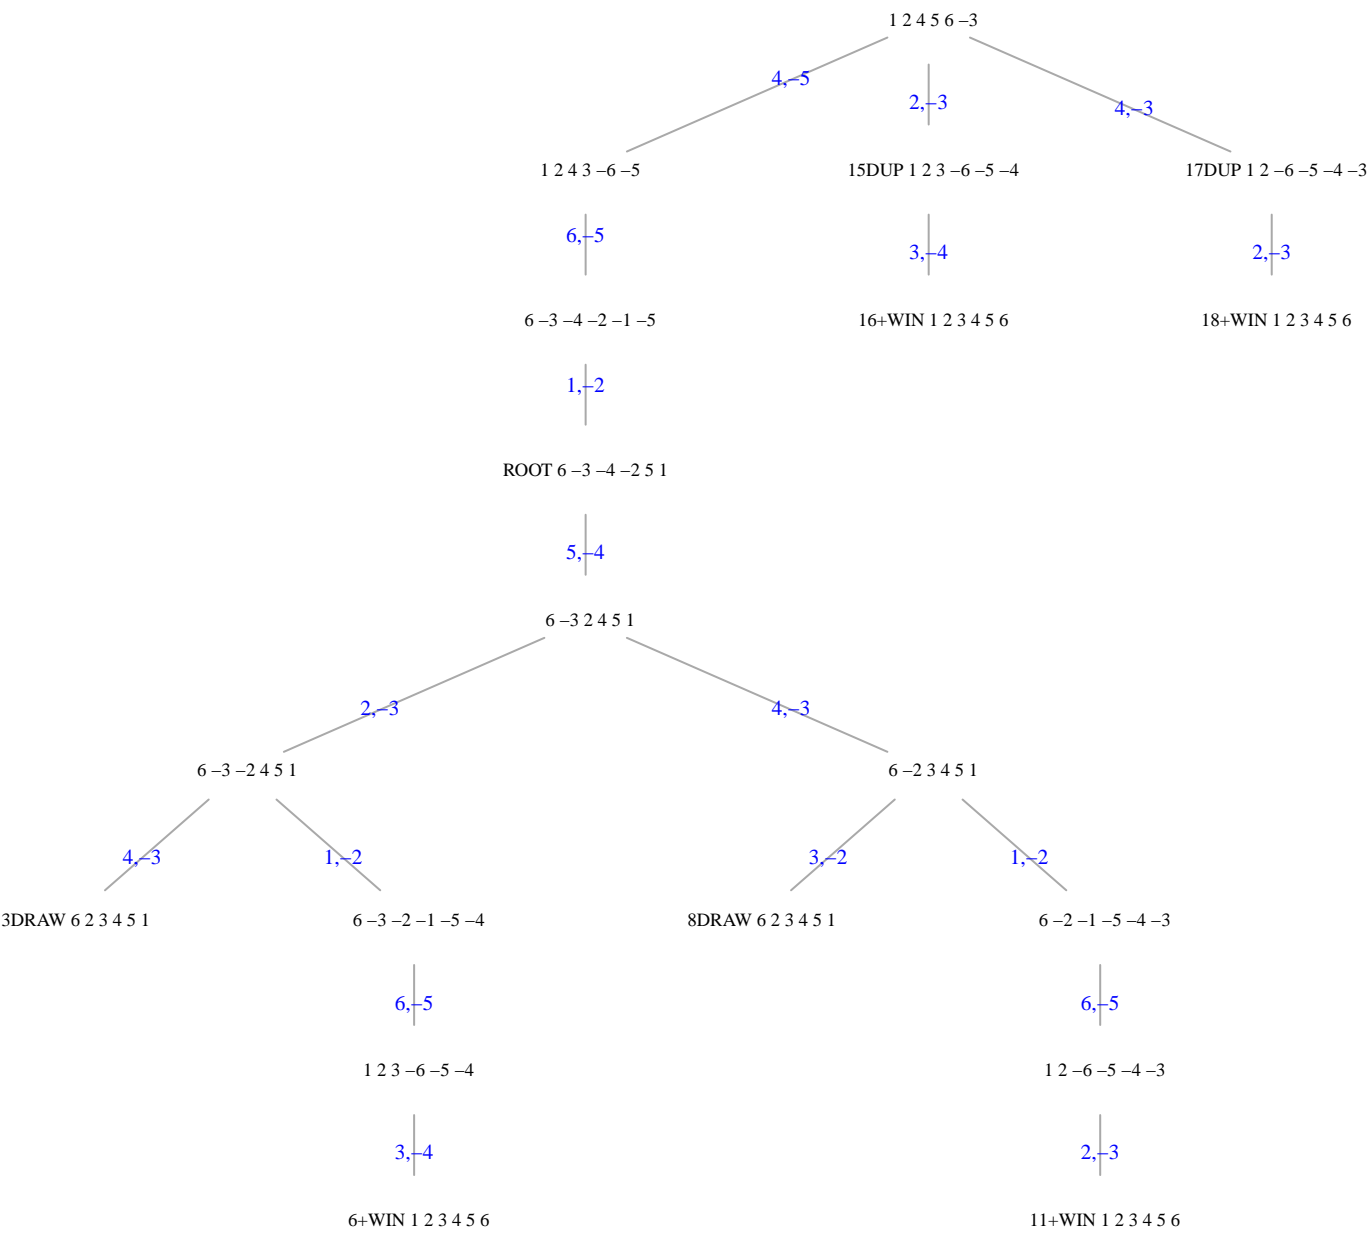 1 2 4 5 6 –3
4,–5
2,–3
4,–3
1 2 4 3 –6 –5
15DUP 1 2 3 –6 –5 –4
17DUP 1 2 –6 –5 –4 –3
6,–5
3,–4
2,–3
6 –3 –4 –2 –1 –5
16+WIN 1 2 3 4 5 6
18+WIN 1 2 3 4 5 6
1,–2
ROOT 6 –3 –4 –2 5 1
5,–4
6 –3 2 4 5 1
2,–3
4,–3
6 –3 –2 4 5 1
6 –2 3 4 5 1
4,–3
1,–2
3,–2
1,–2
3DRAW 6 2 3 4 5 1
6 –3 –2 –1 –5 –4
8DRAW 6 2 3 4 5 1
6 –2 –1 –5 –4 –3
6,–5
6,–5
1 2 3 –6 –5 –4
1 2 –6 –5 –4 –3
3,–4
2,–3
6+WIN 1 2 3 4 5 6
11+WIN 1 2 3 4 5 6